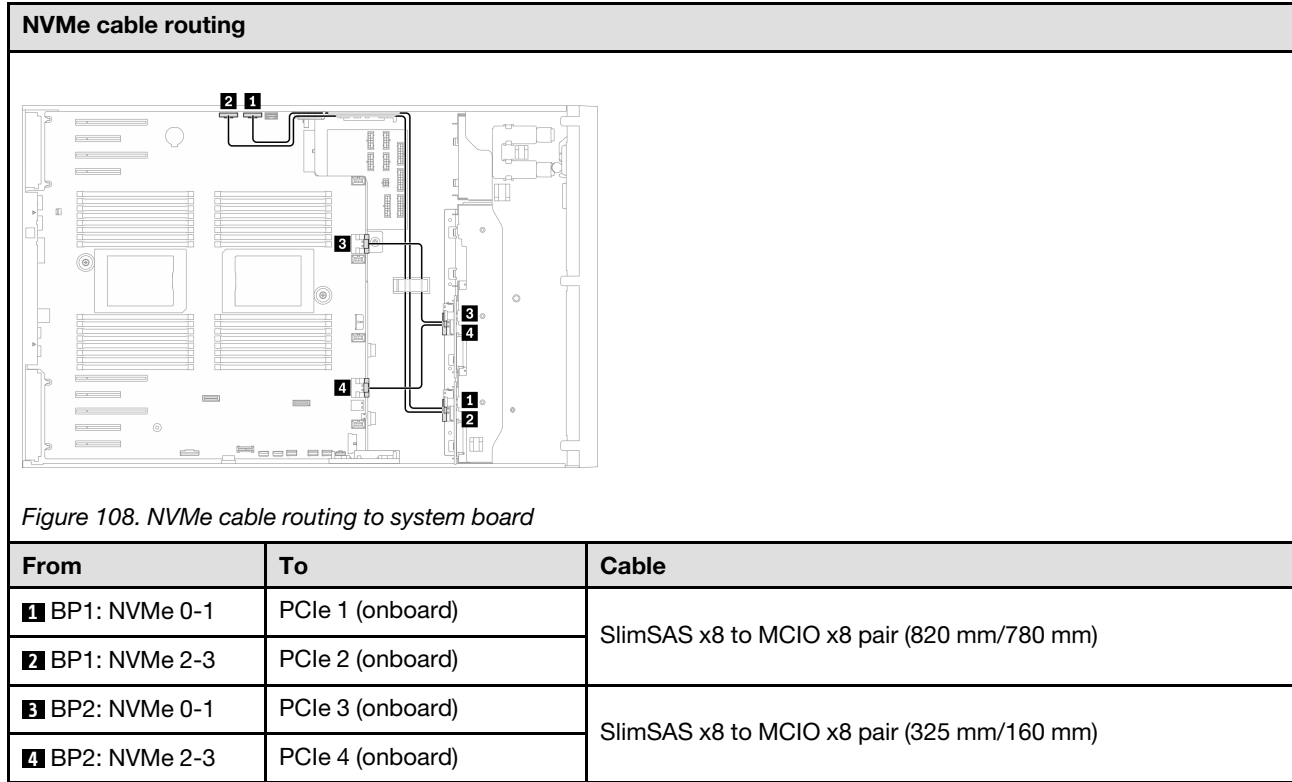 NVMe cable routing
2 1
3
3
4
4
1
2
Figure 108. NVMe cable routing to system board
From To Cable
1 BP1: NVMe 0-1 PCIe 1 (onboard) SlimSAS x8 to MCIO x8 pair (820 mm/780 mm)
2 BP1: NVMe 2-3 PCIe 2 (onboard)
3 BP2: NVMe 0-1 PCIe 3 (onboard) SlimSAS x8 to MCIO x8 pair (325 mm/160 mm)
4 BP2: NVMe 2-3 PCIe 4 (onboard)